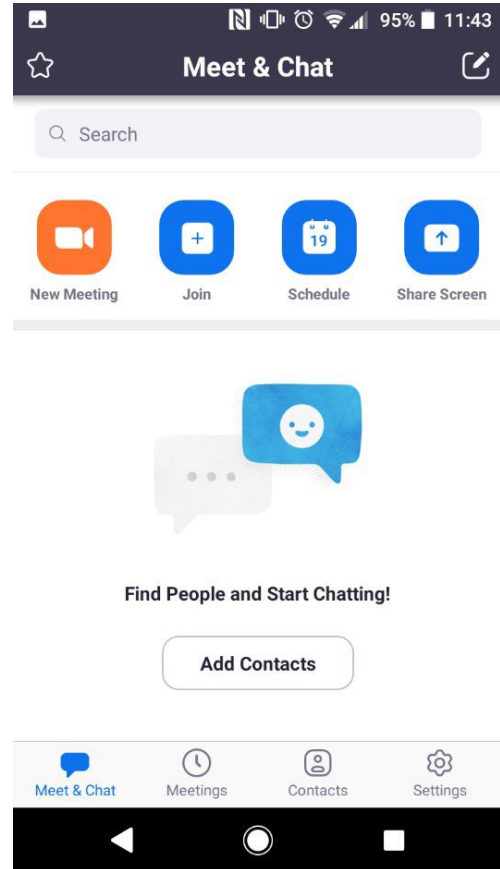 95% 11:43
Meet & Chat
Search
19
New Meeting Join Schedule Share Screen
Find People and Start Chatting!
Add Contacts
Meet & Chat Meetings Contacts Settings